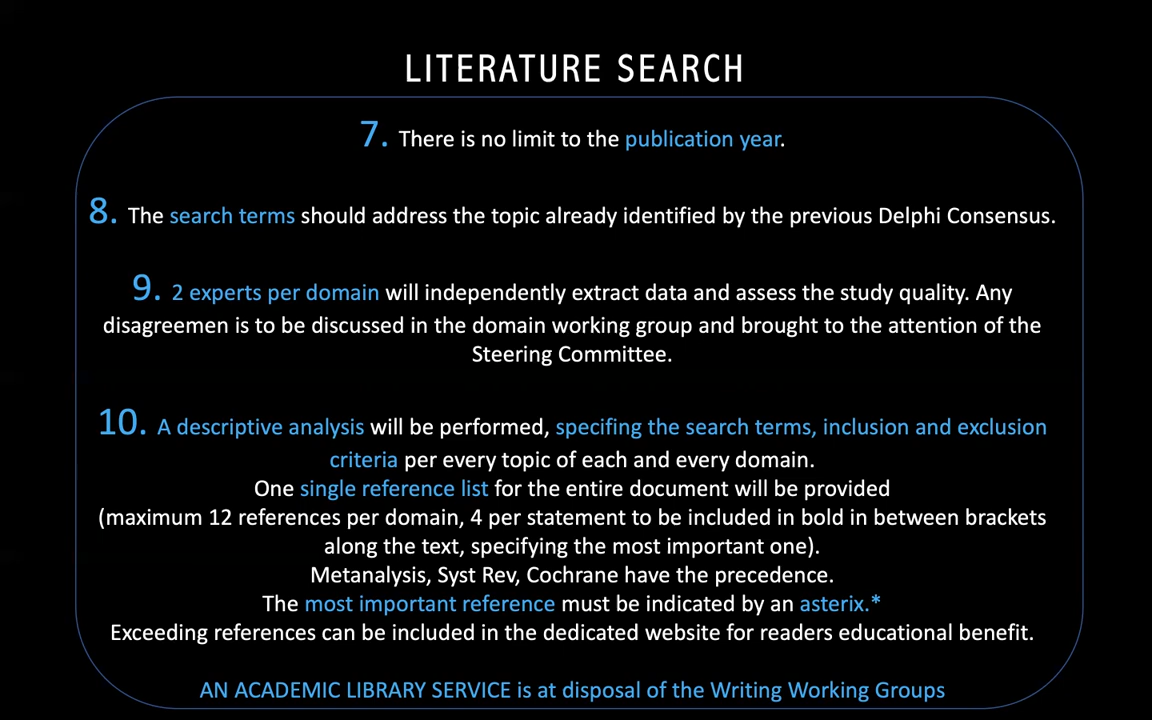 LITERATURE SEARCH
7. There is no limit to the publication year.
8. The search terms should address the topic already identified by the previous Delphi Consensus.
9. 2 experts per domain will independently extract data and assess the study quality. Any
disagreemen is to be discussed in the domain working group and brought to the attention of the
Steering Committee.
10. A descriptive analysis will be performed, specifing the search terms, inclusion and exclusion
criteria per every topic of each and every domain.
One single reference list for the entire document will be provided
(maximum 12 references per domain, 4 per statement to be included in bold in between brackets
along the text, specifying the most important one).
Metanalysis, Syst Rev, Cochrane have the precedence.
The most important reference must be indicated by an asterix.*
Exceeding references can be included in the dedicated website for readers educational benefit.
AN ACADEMIC LIBRARY SERVICE is at disposal of the Writing Working Groups